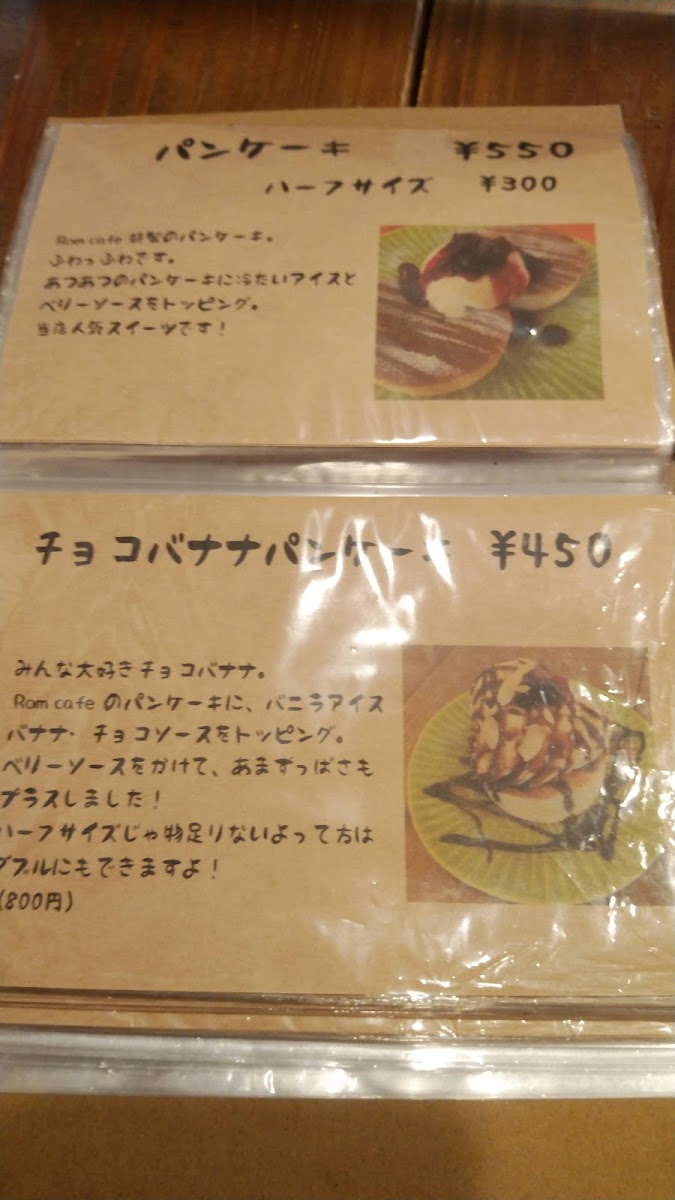 パンケーキ ¥550
ハーフサイズ ¥300
Rom cafe 特製のパンケーキ。
ふわっふわです。
あつあつのパンケーキに冷たいアイスと
ベリーソースをトッピング。
当店人気スイーツです！
チョコバナナパンケーキ ¥450
みんな大好きチョコバナナ。
Rom cafe のパンケーキに、バニラアイス
バナナ・チョコソースをトッピング。
ベリーソースをかけて、あまずっぱさも
プラスしました！
ハーフサイズじゃ物足りないよって方は
ダブルにもできますよ！
(800円)